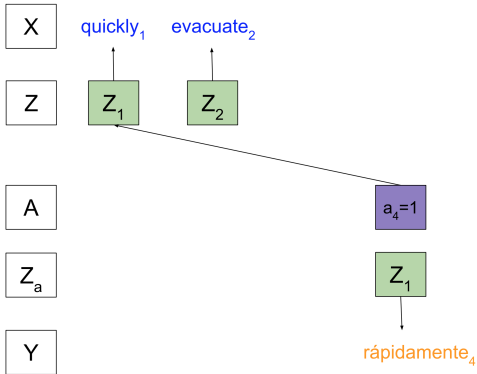 X quickly₁ evacuate₂
Z Z₁ Z₂
A a₄=1
Zₐ Z₁
Y rápidamente₄